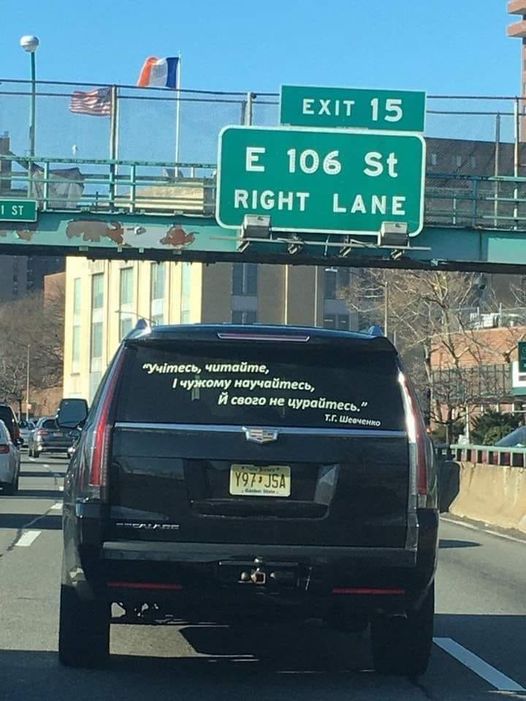 EXIT 15
E 106 St
RIGHT LANE
ST
"Учітесь, читайте,
І чужому научайтесь,
Й свого не цурайтесь."
Т.Г. Шевченко
Y97 JSA
Garden State
ESCALADE